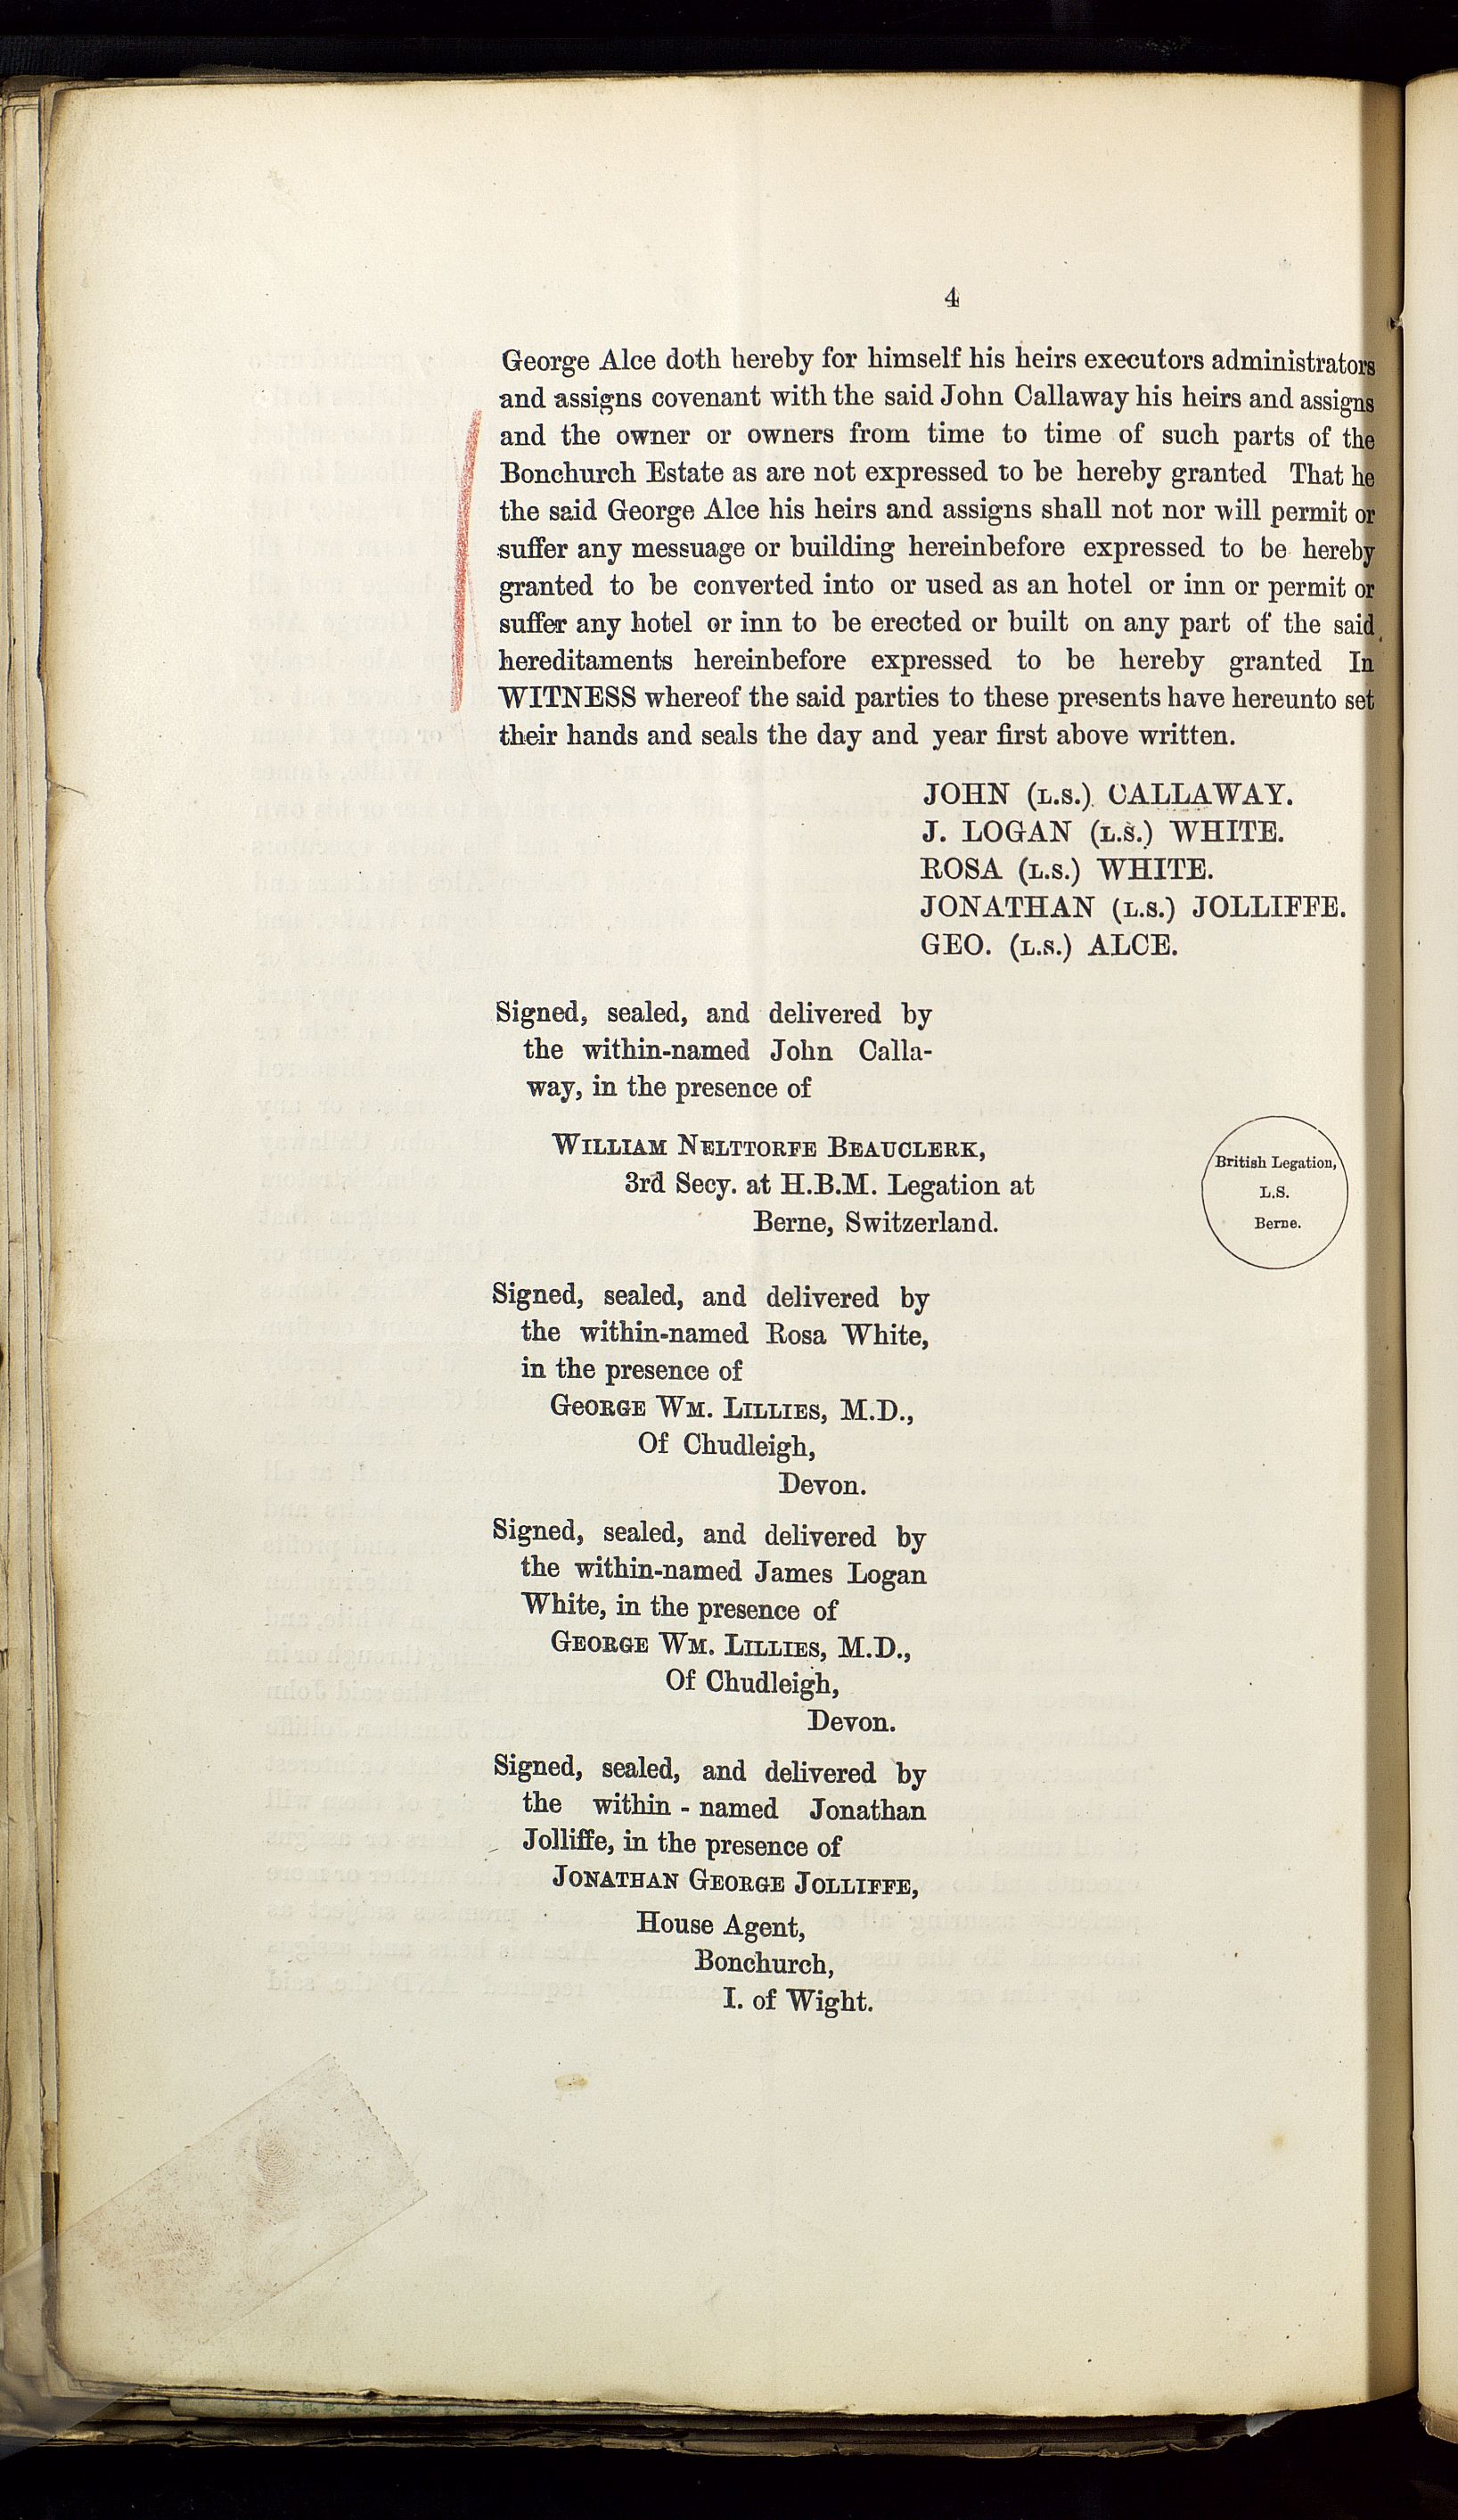 4
George Alce doth hereby for himself his heirs executors administrators
and assigns covenant with the said John Callaway his heirs and assigns
and the owner or owners from time to time of such parts of the
Bonchurch Estate as are not expressed to be hereby granted That he
the said George Alce his heirs and assigns shall not nor will permit or
suffer any messuage or building hereinbefore expressed to be hereby
granted to be converted into or used as an hotel or inn or permit or
suffer any hotel or inn to be erected or built on any part of the said
hereditaments hereinbefore expressed to be hereby granted In
WITNESS whereof the said parties to these presents have hereunto set
their hands and seals the day and year first above written.
JOHN (L.S.) CALLAWAY.
J. LOGAN (L.S.) WHITE.
ROSA (L.S.) WHITE.
JONATHAN (L.S.) JOLLIFFE.
GEO. (L.S.) ALCE.
Signed, sealed, and delivered by
the within-named John Calla-
way, in the presence of
WILLIAM NELTTORFE BEAUCLERK,
3rd Secy. at H.B.M. Legation at
Berne, Switzerland.
British Legation,
L.S.
Berne.
Signed, sealed, and delivered by
the within-named Rosa White,
in the presence of
GEORGE WM. LILLIES, M.D.,
Of Chudleigh,
Devon.
Signed, sealed, and delivered by
the within-named James Logan
White, in the presence of
GEORGE WM. LILLIES, M.D.,
Of Chudleigh,
Devon.
Signed, sealed, and delivered by
the within-named Jonathan
Jolliffe, in the presence of
JONATHAN GEORGE JOLLIFFE,
House Agent,
Bonchurch,
I. of Wight.